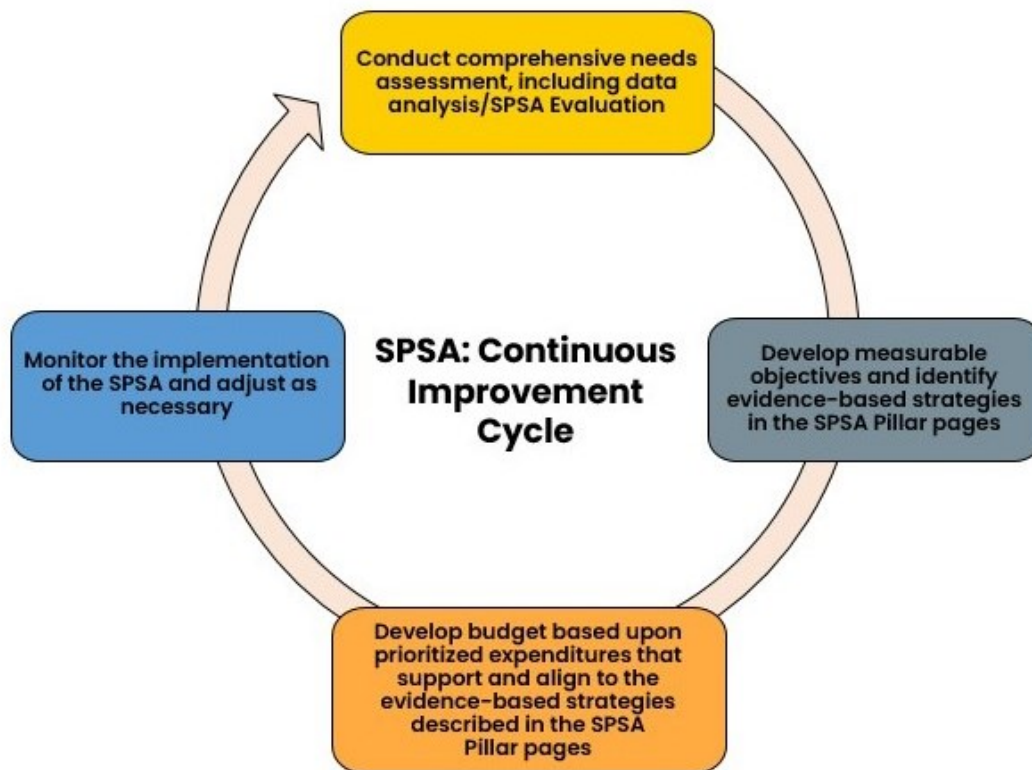 Conduct comprehensive needs
assessment, including data
analysis/SPSA Evaluation
Monitor the implementation
of the SPSA and adjust as
necessary
SPSA: Continuous
Improvement
Cycle
Develop measurable
objectives and identify
evidence-based strategies
in the SPSA Pillar pages
Develop budget based upon
prioritized expenditures that
support and align to the
evidence-based strategies
described in the SPSA
Pillar pages